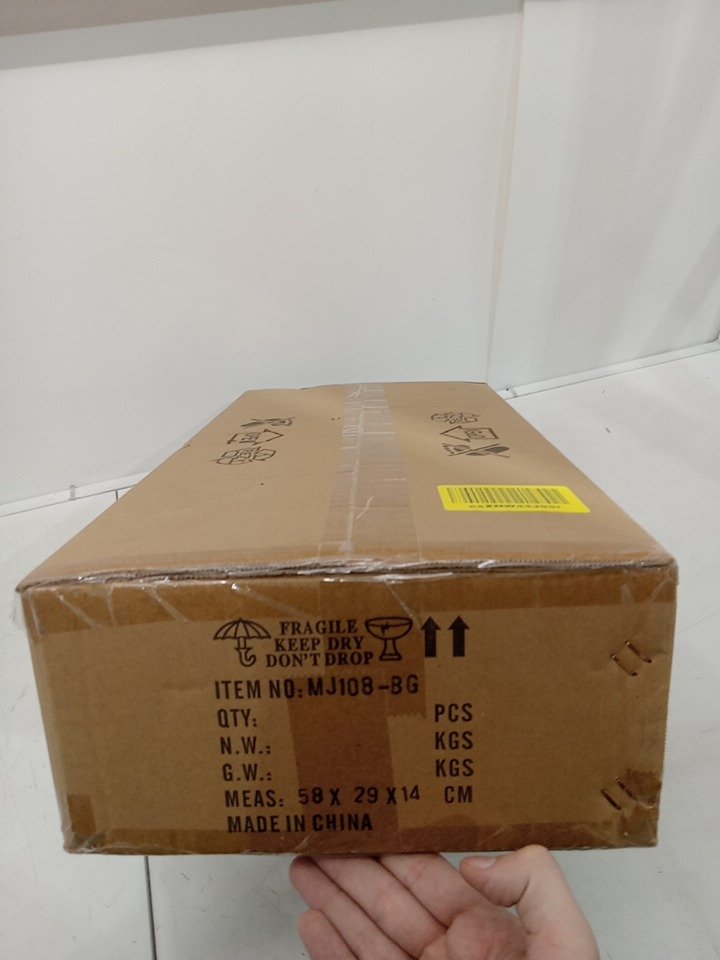 FRAGILE
KEEP DRY
DON'T DROP
ITEM NO: MJ108-BG
QTY: PCS
N.W.: KGS
G.W.: KGS
MEAS: 58 X 29 X 14 CM
MADE IN CHINA